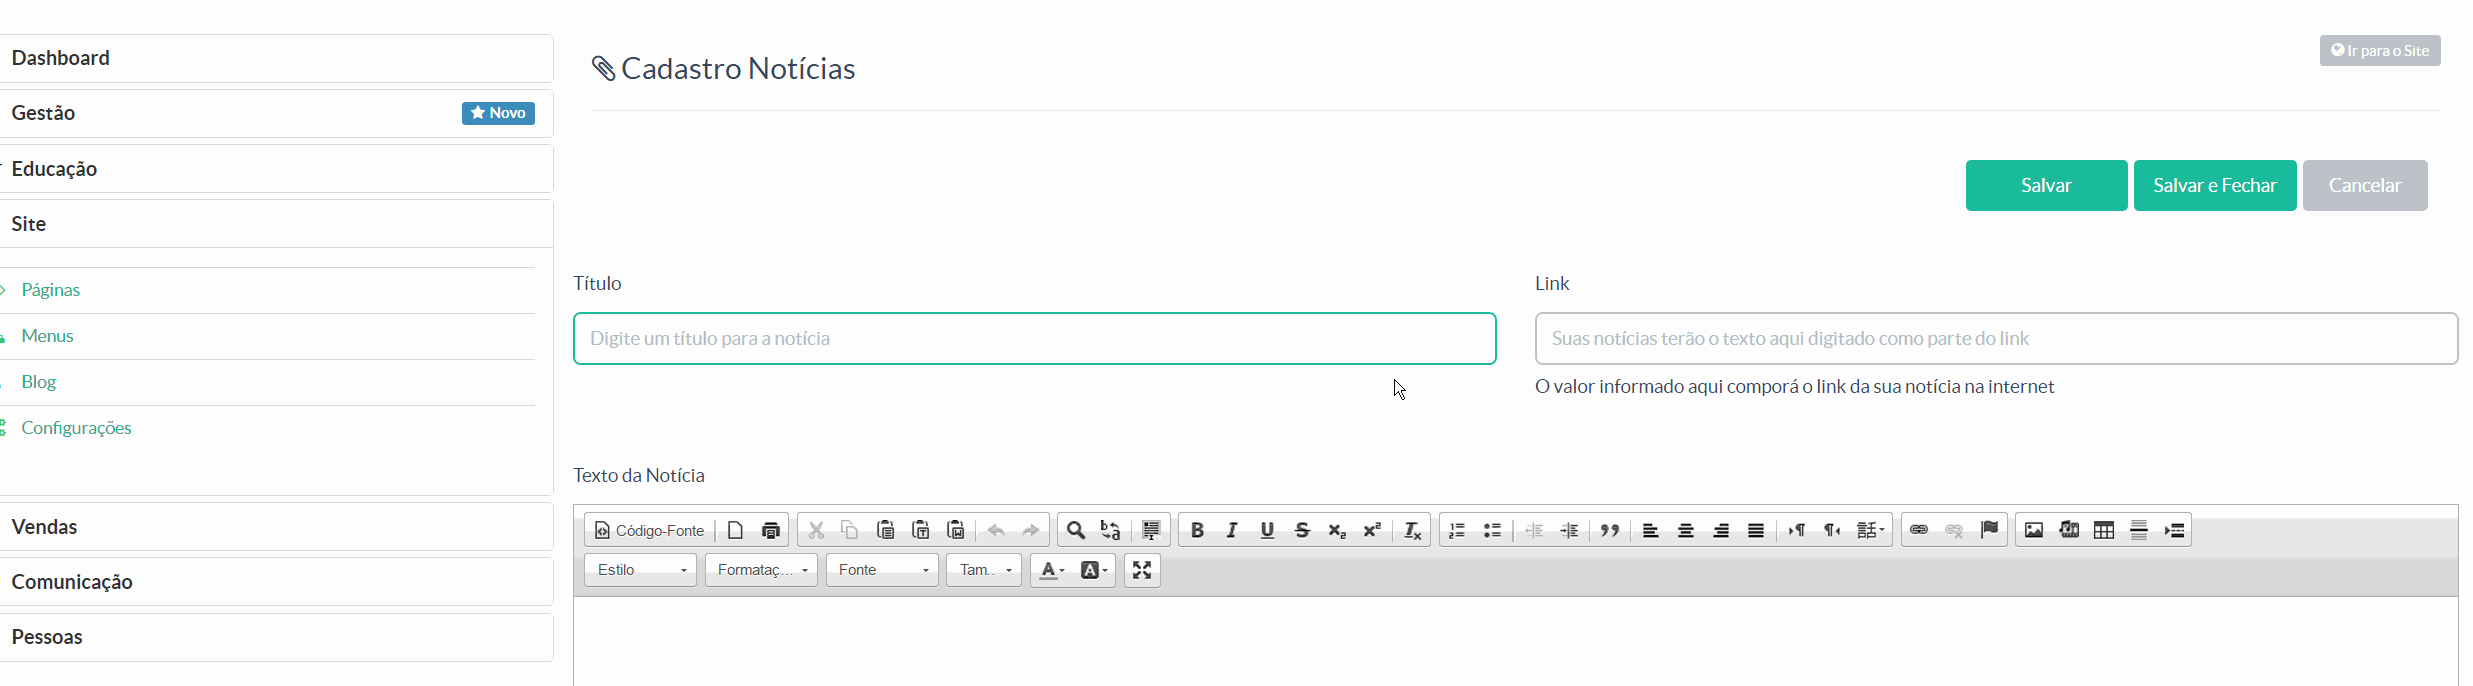 Dashboard
Gestão
Novo
Educação
Site
Páginas
Menus
Blog
Configurações
Vendas
Comunicação
Pessoas
Cadastro Notícias
Ir para o Site
Salvar
Salvar e Fechar
Cancelar
Título
Digite um título para a notícia
Link
Suas notícias terão o texto aqui digitado como parte do link
O valor informado aqui comporá o link da sua notícia na internet
Texto da Notícia
Código-Fonte
Estilo
Formataç...
Fonte
Tam..